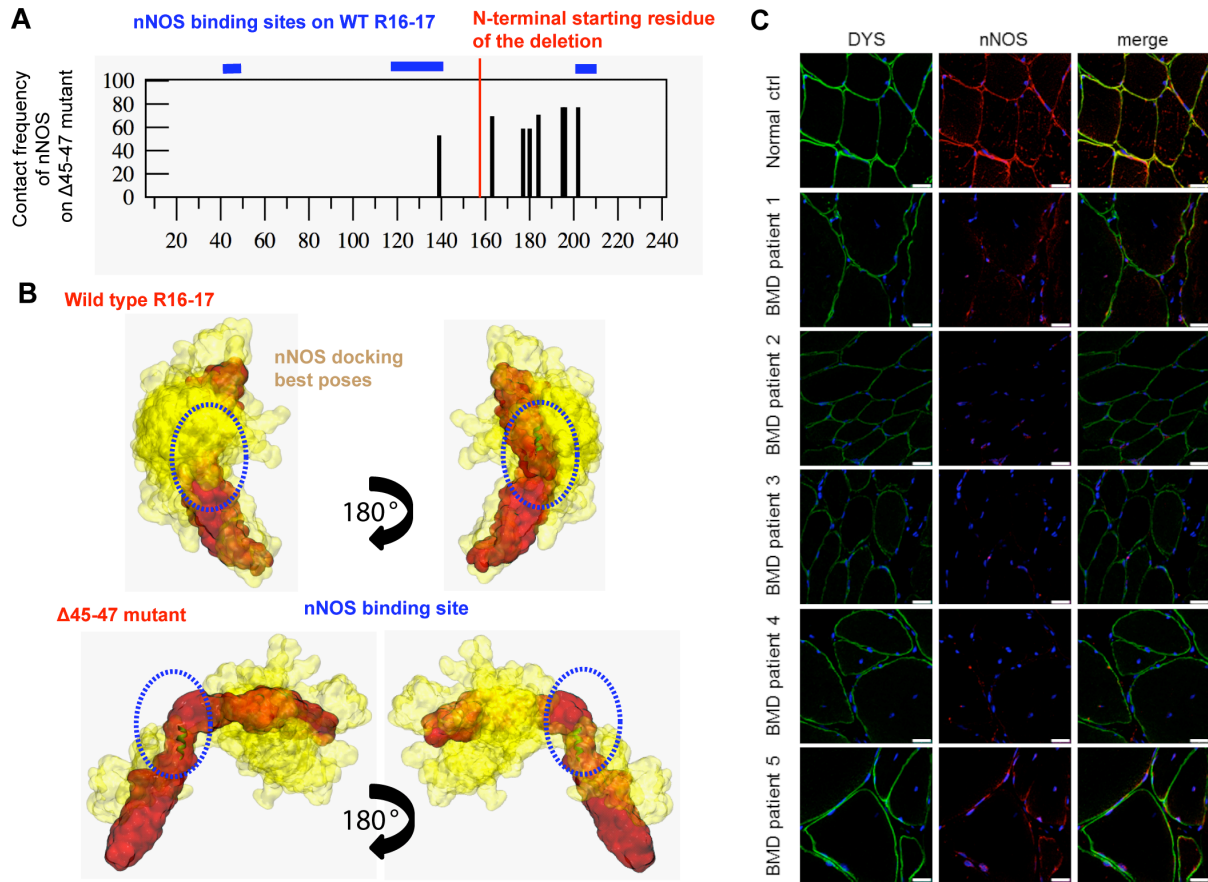 A
nNOS binding sites on WT R16-17
N-terminal starting residue
of the deletion
Contact frequency
of nNOS
on Δ45-47 mutant
100
80
60
40
20
0
20 40 60 80 100 120 140 160 180 200 220 240
B
Wild type R16-17
nNOS docking
best poses
180°
Δ45-47 mutant
nNOS binding site
180°
C
DYS nNOS merge
Normal ctrl
BMD patient 1
BMD patient 2
BMD patient 3
BMD patient 4
BMD patient 5